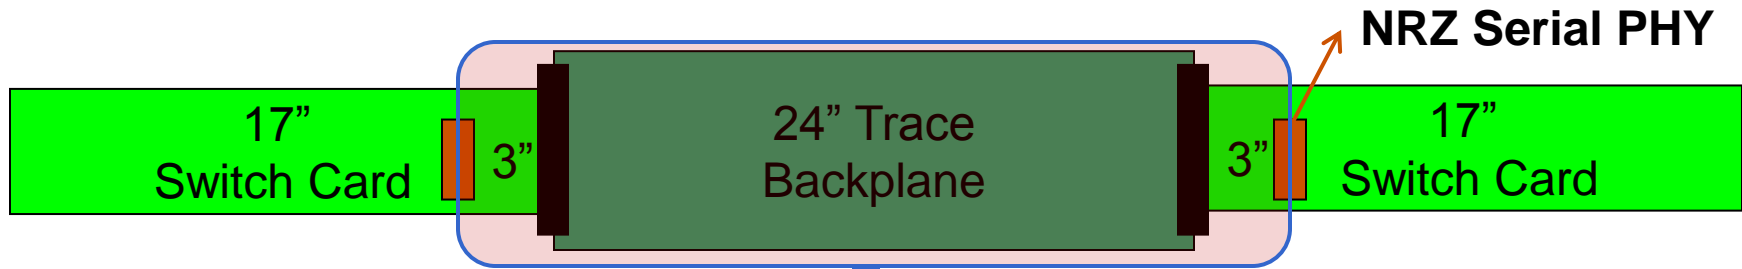 NRZ Serial PHY
17”
Switch Card
3”
24” Trace
Backplane
3”
17”
Switch Card